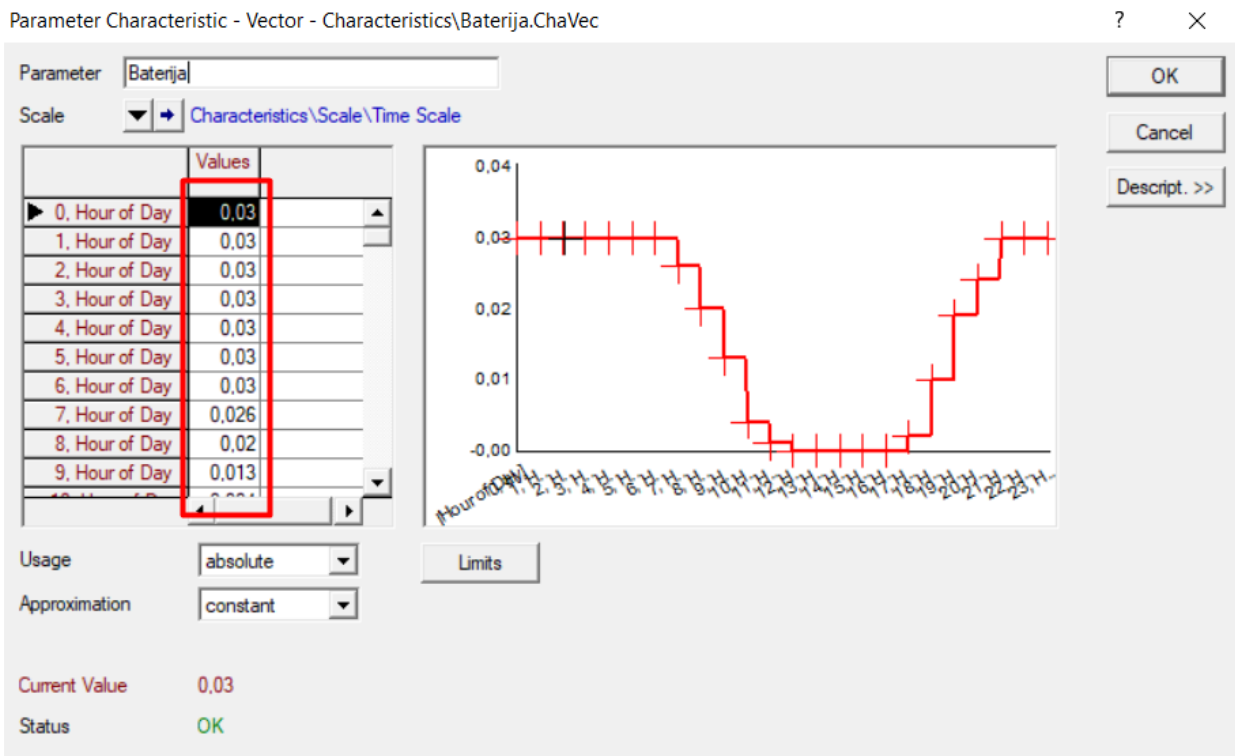 Parameter Characteristic - Vector - Characteristics\Baterija.ChaVec
? ×
Parameter Baterija
OK
Scale Characteristics\Scale\Time Scale
Cancel
Descript. >>
Values
0, Hour of Day 0,03
1, Hour of Day 0,03
2, Hour of Day 0,03
3, Hour of Day 0,03
4, Hour of Day 0,03
5, Hour of Day 0,03
6, Hour of Day 0,03
7, Hour of Day 0,026
8, Hour of Day 0,02
9, Hour of Day 0,013
0,04
0,03
0,02
0,01
-0,00
Usage absolute
Limits
Approximation constant
Current Value 0,03
Status OK